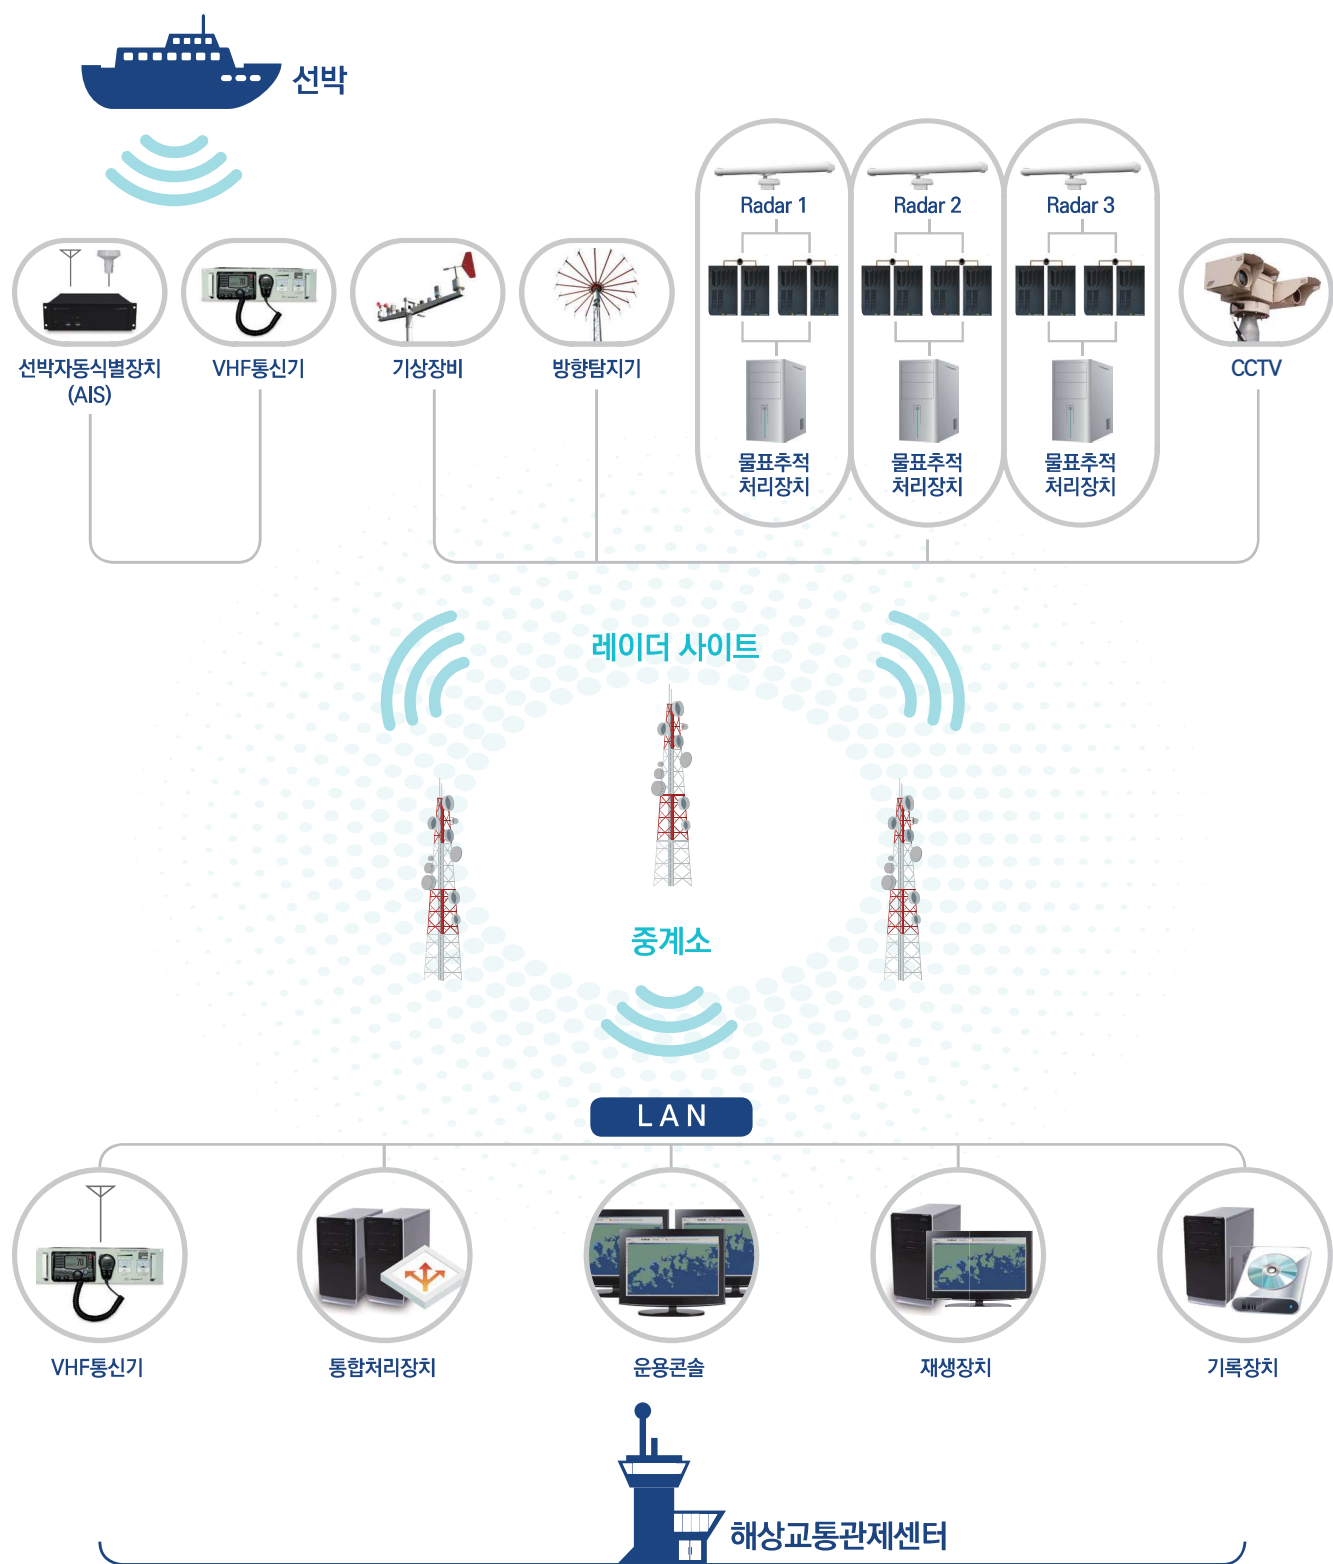 선박
Radar 1
Radar 2
Radar 3
선박자동식별장치
(AIS)
VHF통신기
기상장비
방향탐지기
CCTV
물표추적
처리장치
물표추적
처리장치
물표추적
처리장치
레이더 사이트
중계소
LAN
VHF통신기
통합처리장치
운용콘솔
재생장치
기록장치
해상교통관제센터